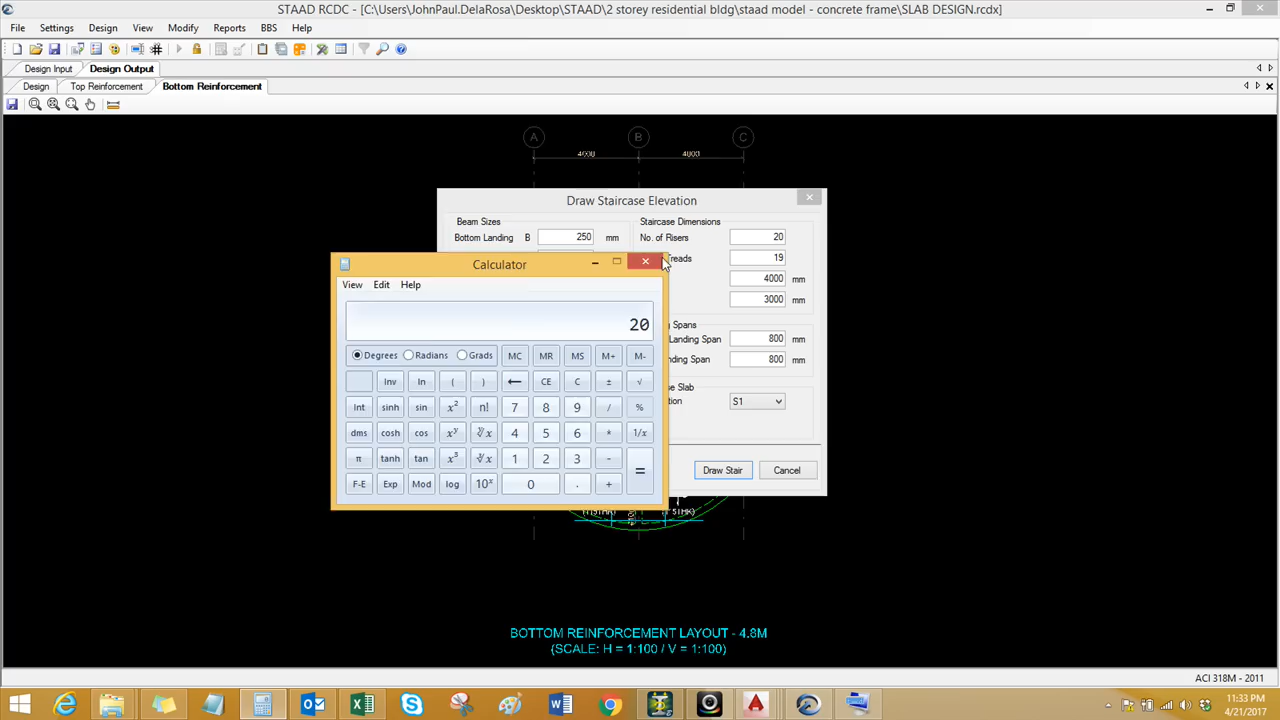 STAAD RCDC - [C:\Users\JohnPaul.DelaRosa\Desktop\STAAD\2 storey residential bldg\staad model - concrete frame\SLAB DESIGN.rcdx]
File Settings Design View Modify Reports BBS Help
Design Input Design Output
Design Top Reinforcement Bottom Reinforcement
A B C
4000 4000
Draw Staircase Elevation
Beam Sizes
Bottom Landing B 250 mm
Staircase Dimensions
No. of Risers 20
Treads 19
4000 mm
3000 mm
Spans
Landing Span 800
800
S1
Draw Stair Cancel
Calculator
View Edit Help
20
Degrees Radians Grads MC MR MS M+ M-
Inv ln ( ) ← CE C ± √
Int sinh sin x² n! 7 8 9 / %
dms cosh cos xʸ ʸ√x 4 5 6 * 1/x
π tanh tan x³ ³√x 1 2 3 - =
F-E Exp Mod log 10ˣ 0 . +
BOTTOM REINFORCEMENT LAYOUT - 4.8M
(SCALE: H = 1:100 / V = 1:100)
ACI 318M - 2011
11:33 PM
4/21/2017